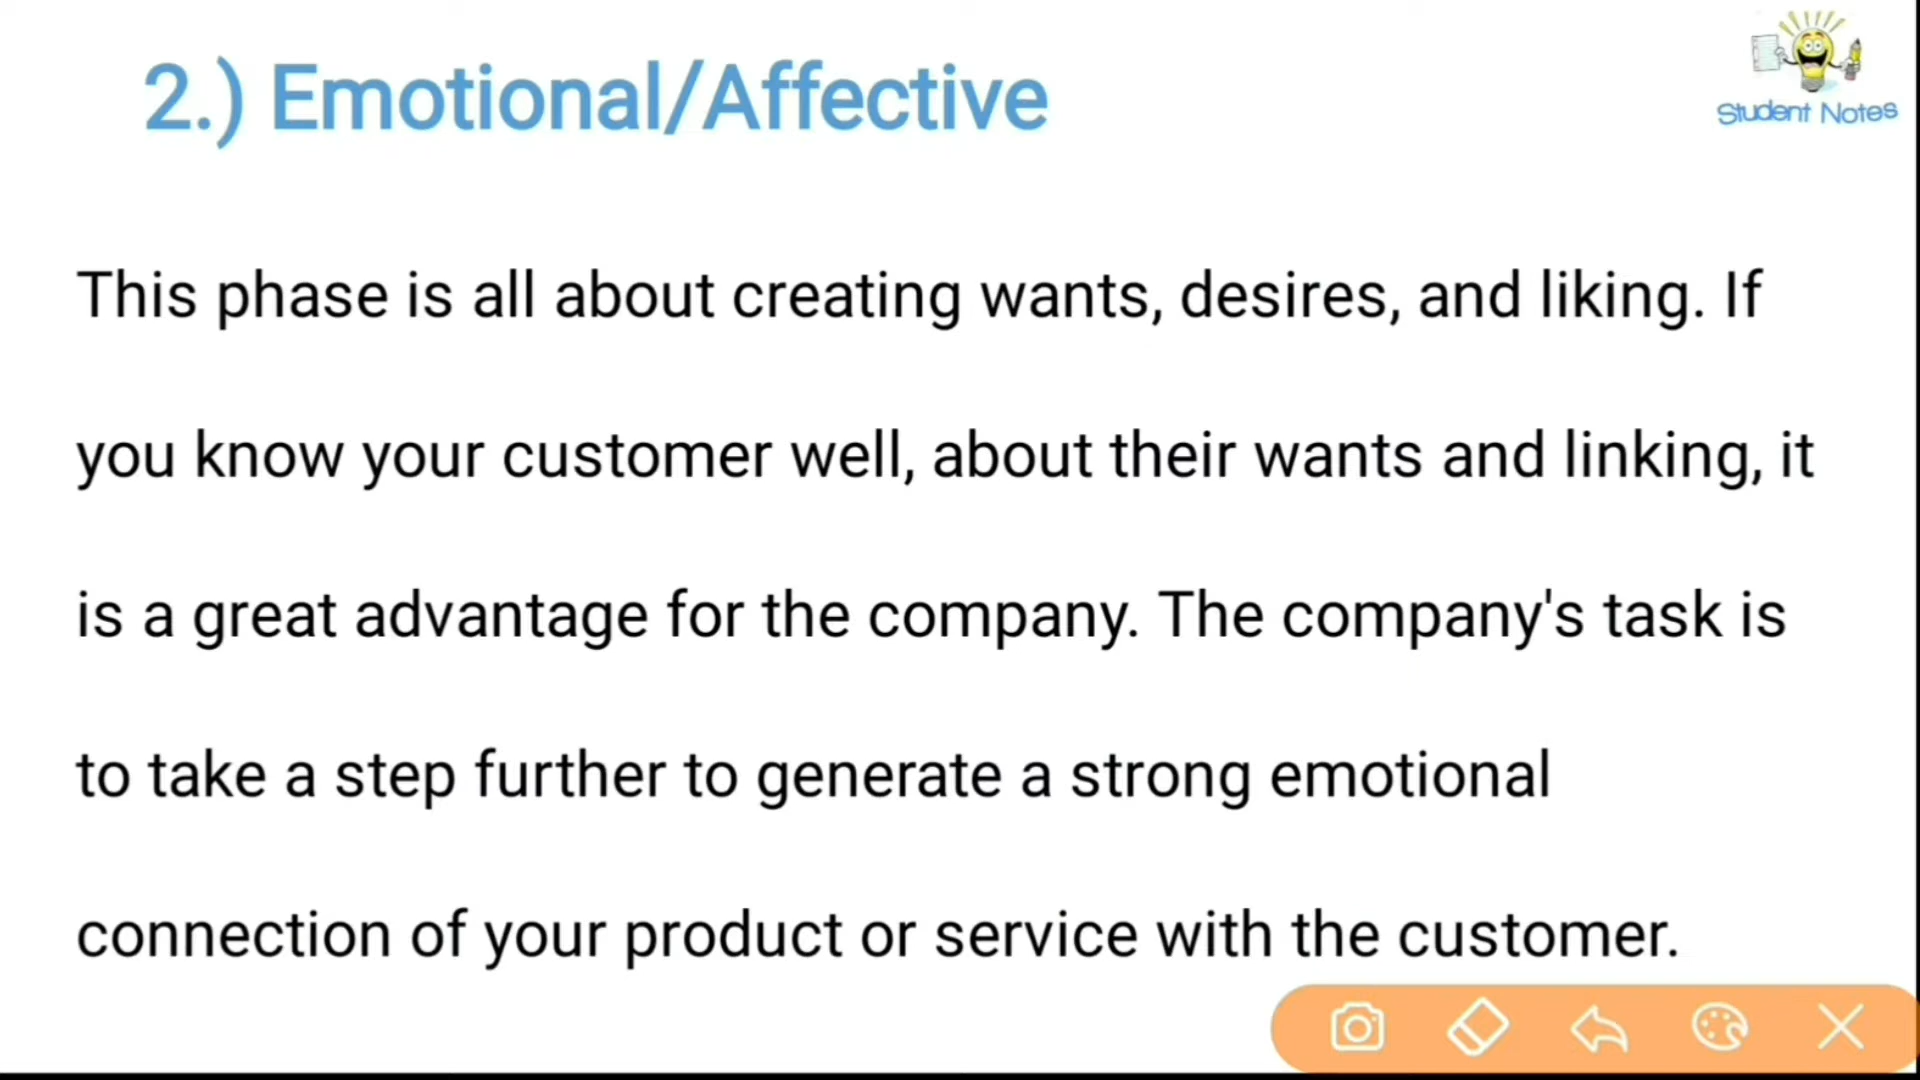 Student Notes
2.) Emotional/Affective
This phase is all about creating wants, desires, and liking. If
you know your customer well, about their wants and linking, it
is a great advantage for the company. The company's task is
to take a step further to generate a strong emotional
connection of your product or service with the customer.